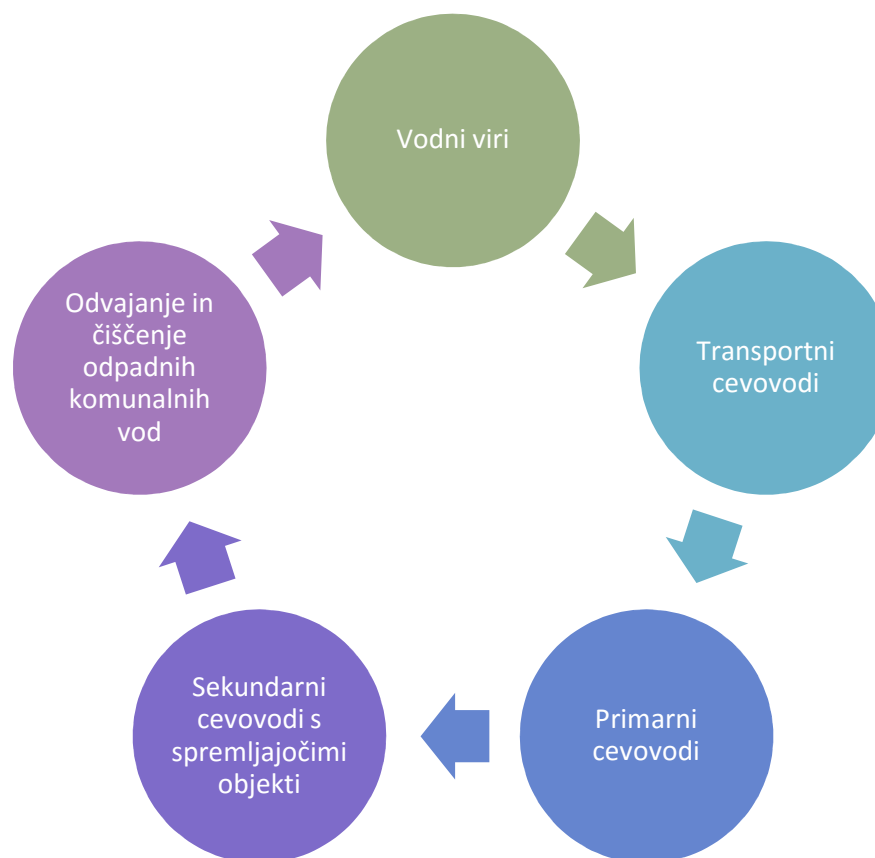 Vodni viri
Transportni
cevovodi
Primarni
cevovodi
Sekundarni
cevovodi s
spremljajočimi
objekti
Odvajanje in
čiščenje
odpadnih
komunalnih
vod